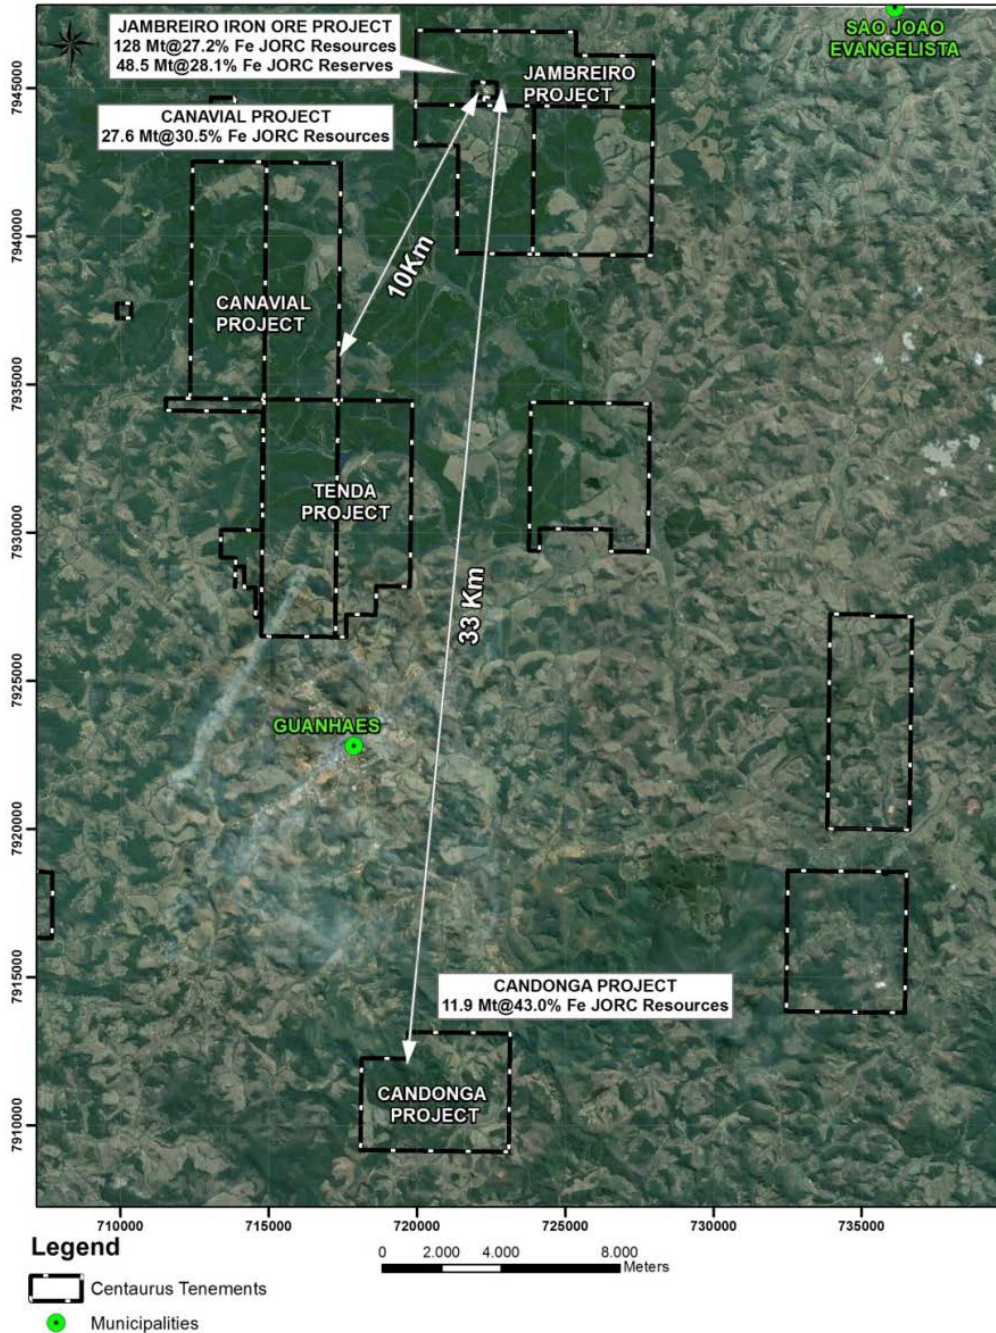 JAMBREIRO IRON ORE PROJECT
128 Mt@27.2% Fe JORC Resources
48.5 Mt@28.1% Fe JORC Reserves
SAO JOAO
EVANGELISTA
JAMBREIRO
PROJECT
CANAVIAL PROJECT
27.6 Mt@30.5% Fe JORC Resources
10Km
CANAVIAL
PROJECT
TENDA
PROJECT
33 Km
GUANHAES
CANDONGA PROJECT
11.9 Mt@43.0% Fe JORC Resources
CANDONGA
PROJECT
7945000
7940000
7935000
7930000
7925000
7920000
7915000
7910000
710000 715000 720000 725000 730000 735000
Legend
0 2.000 4.000 8.000
Meters
Centaurus Tenements
Municipalities